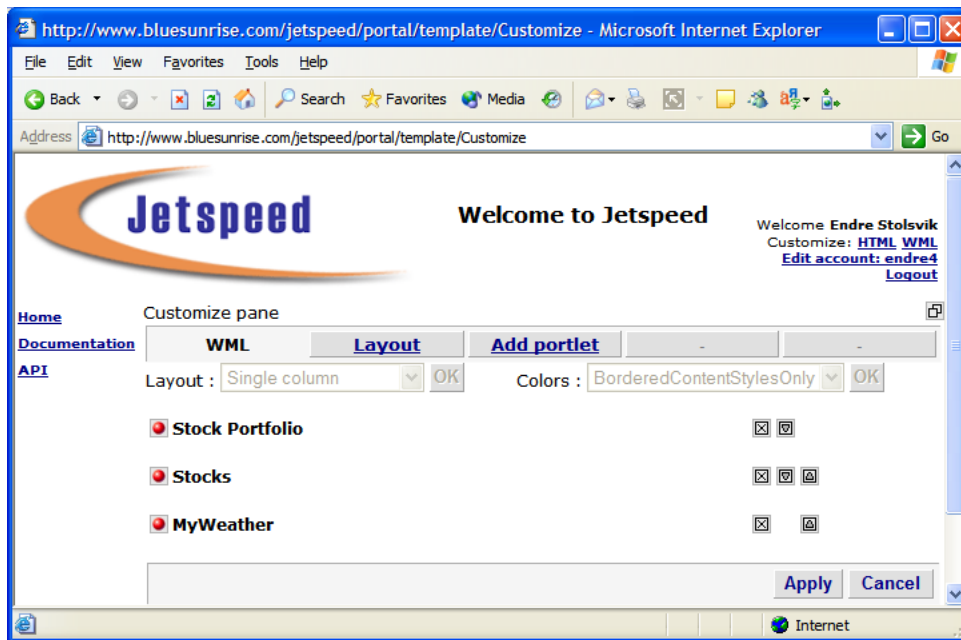 http://www.bluesunrise.com/jetspeed/portal/template/Customize - Microsoft Internet Explorer
File Edit View Favorites Tools Help
Back Search Favorites Media
Address http://www.bluesunrise.com/jetspeed/portal/template/Customize Go
Jetspeed
Welcome to Jetspeed
Welcome Endre Stolsvik
Customize: HTML WML
Edit account: endre4
Logout
Home
Documentation
API
Customize pane
WML Layout Add portlet - -
Layout : Single column OK Colors : BorderedContentStylesOnly OK
Stock Portfolio
Stocks
MyWeather
Apply Cancel
Internet